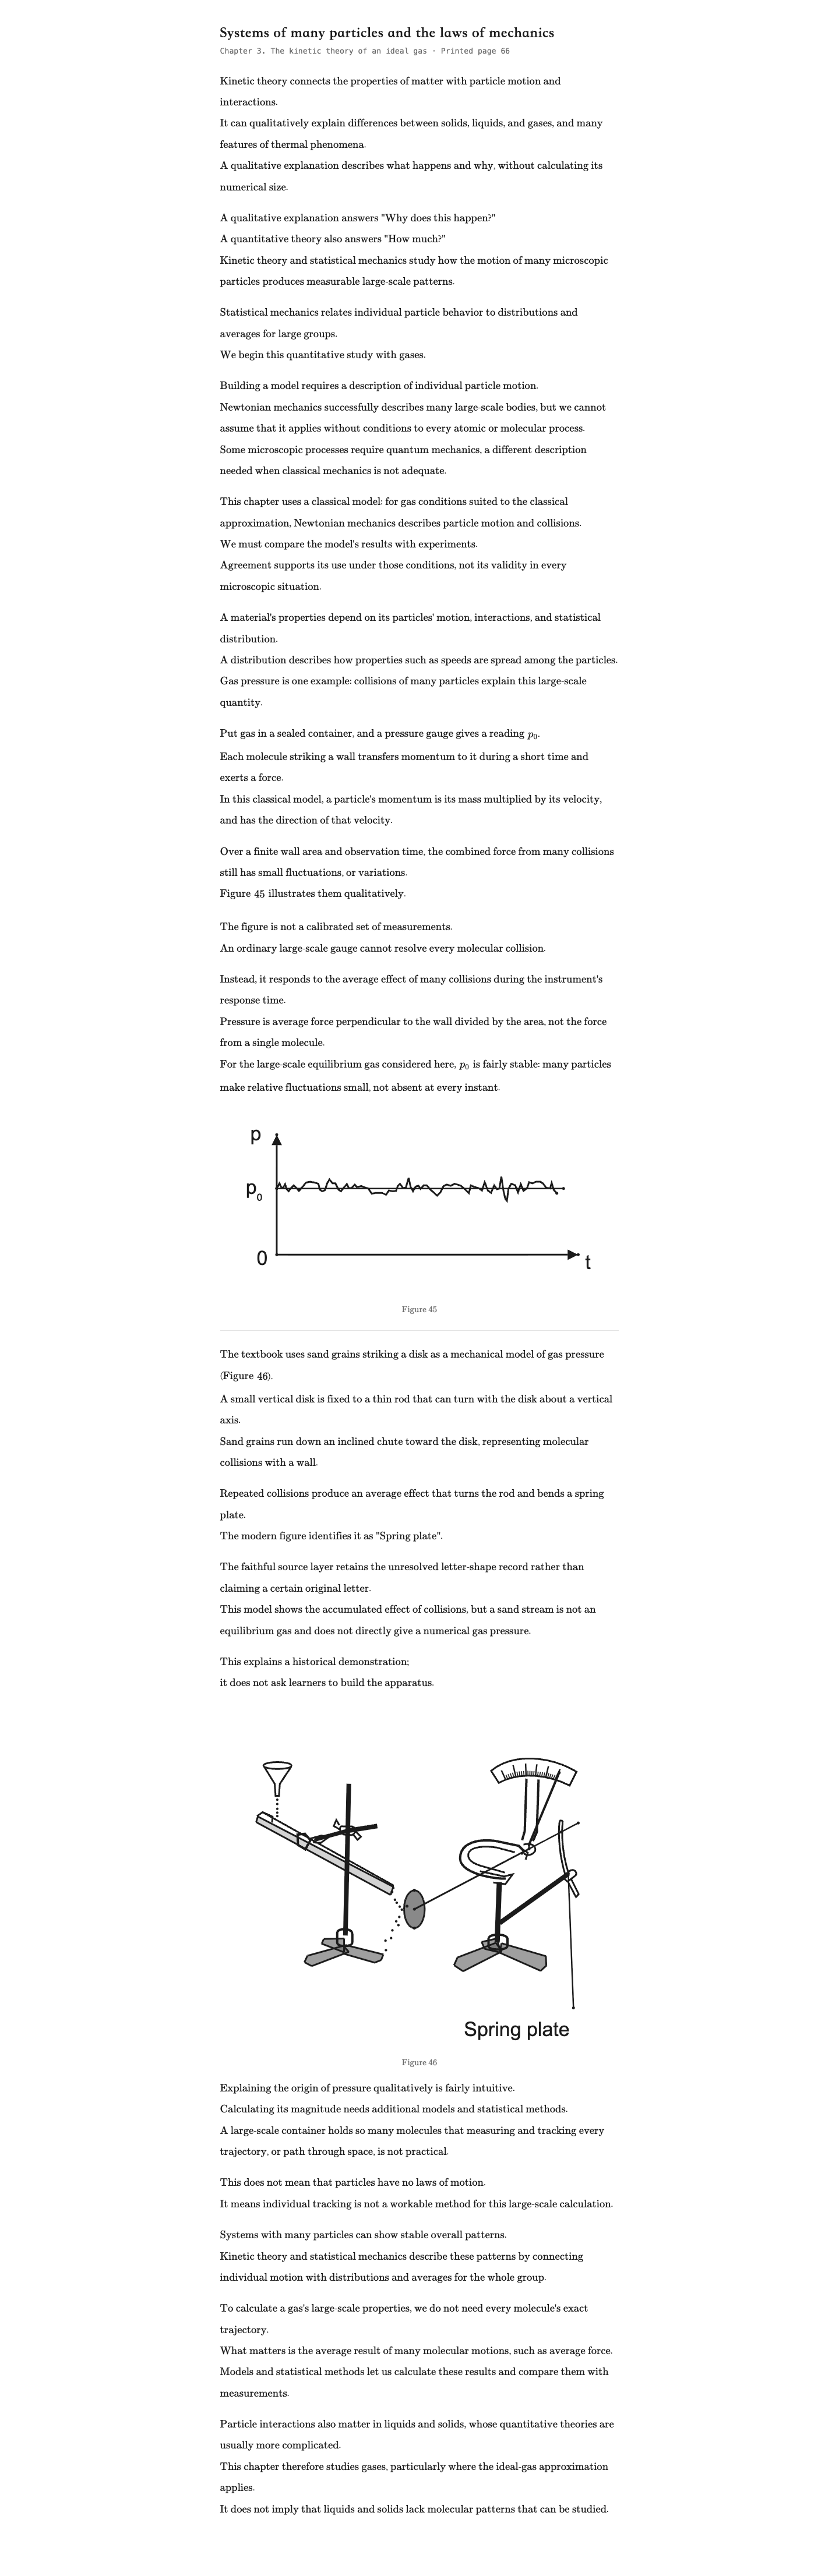 Systems of many particles and the laws of mechanics
Chapter 3. The kinetic theory of an ideal gas · Printed page 66
Kinetic theory connects the properties of matter with particle motion and
interactions.
It can qualitatively explain differences between solids, liquids, and gases, and many
features of thermal phenomena.
A qualitative explanation describes what happens and why, without calculating its
numerical size.
A qualitative explanation answers "Why does this happen?"
A quantitative theory also answers "How much?"
Kinetic theory and statistical mechanics study how the motion of many microscopic
particles produces measurable large-scale patterns.
Statistical mechanics relates individual particle behavior to distributions and
averages for large groups.
We begin this quantitative study with gases.
Building a model requires a description of individual particle motion.
Newtonian mechanics successfully describes many large-scale bodies, but we cannot
assume that it applies without conditions to every atomic or molecular process.
Some microscopic processes require quantum mechanics, a different description
needed when classical mechanics is not adequate.
This chapter uses a classical model: for gas conditions suited to the classical
approximation, Newtonian mechanics describes particle motion and collisions.
We must compare the model's results with experiments.
Agreement supports its use under those conditions, not its validity in every
microscopic situation.
A material's properties depend on its particles' motion, interactions, and statistical
distribution.
A distribution describes how properties such as speeds are spread among the particles.
Gas pressure is one example: collisions of many particles explain this large-scale
quantity.
Put gas in a sealed container, and a pressure gauge gives a reading p₀.
Each molecule striking a wall transfers momentum to it during a short time and
exerts a force.
In this classical model, a particle's momentum is its mass multiplied by its velocity,
and has the direction of that velocity.
Over a finite wall area and observation time, the combined force from many collisions
still has small fluctuations, or variations.
Figure 45 illustrates them qualitatively.
The figure is not a calibrated set of measurements.
An ordinary large-scale gauge cannot resolve every molecular collision.
Instead, it responds to the average effect of many collisions during the instrument's
response time.
Pressure is average force perpendicular to the wall divided by the area, not the force
from a single molecule.
For the large-scale equilibrium gas considered here, p₀ is fairly stable: many particles
make relative fluctuations small, not absent at every instant.
p
p₀
0
t
Figure 45
The textbook uses sand grains striking a disk as a mechanical model of gas pressure
(Figure 46).
A small vertical disk is fixed to a thin rod that can turn with the disk about a vertical
axis.
Sand grains run down an inclined chute toward the disk, representing molecular
collisions with a wall.
Repeated collisions produce an average effect that turns the rod and bends a spring
plate.
The modern figure identifies it as "Spring plate".
The faithful source layer retains the unresolved letter-shape record rather than
claiming a certain original letter.
This model shows the accumulated effect of collisions, but a sand stream is not an
equilibrium gas and does not directly give a numerical gas pressure.
This explains a historical demonstration;
it does not ask learners to build the apparatus.
Spring plate
Figure 46
Explaining the origin of pressure qualitatively is fairly intuitive.
Calculating its magnitude needs additional models and statistical methods.
A large-scale container holds so many molecules that measuring and tracking every
trajectory, or path through space, is not practical.
This does not mean that particles have no laws of motion.
It means individual tracking is not a workable method for this large-scale calculation.
Systems with many particles can show stable overall patterns.
Kinetic theory and statistical mechanics describe these patterns by connecting
individual motion with distributions and averages for the whole group.
To calculate a gas's large-scale properties, we do not need every molecule's exact
trajectory.
What matters is the average result of many molecular motions, such as average force.
Models and statistical methods let us calculate these results and compare them with
measurements.
Particle interactions also matter in liquids and solids, whose quantitative theories are
usually more complicated.
This chapter therefore studies gases, particularly where the ideal-gas approximation
applies.
It does not imply that liquids and solids lack molecular patterns that can be studied.